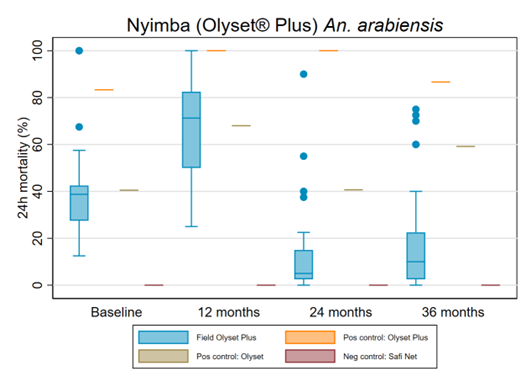 Nyimba (Olyset® Plus) An. arabiensis
24h mortality (%)
100
80
60
40
20
0
Baseline 12 months 24 months 36 months
Field Olyset Plus Pos control: Olyset Plus
Pos control: Olyset Neg control: Safi Net